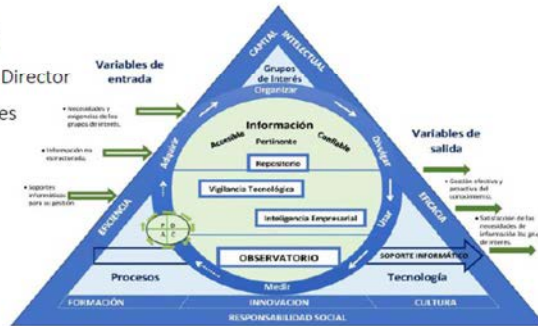 Director
es
CAPITAL INTELECTUAL
Variables de
entrada
Grupos
de Interés
Organizar
• Necesidades y
exigencias de los
grupos de interés.
Información
Accesible Pertinente Confiable
Variables
de salida
• Información no
estructurada.
Adquirir
Repositorio
Divulgar
Vigilancia Tecnológica
• Gestión efectiva y
proactiva del
conocimiento.
• Soportes
informáticos
para su gestión
Inteligencia Empresarial
Usar
EFICIENCIA
EFICACIA
P D
A C
• Satisfacción de las
necesidades de
información los
de interés.
OBSERVATORIO
SOPORTE INFORMÁTICO
Procesos
Tecnología
Medir
FORMACIÓN
INNOVACION
CULTURA
RESPONSABILIDAD SOCIAL